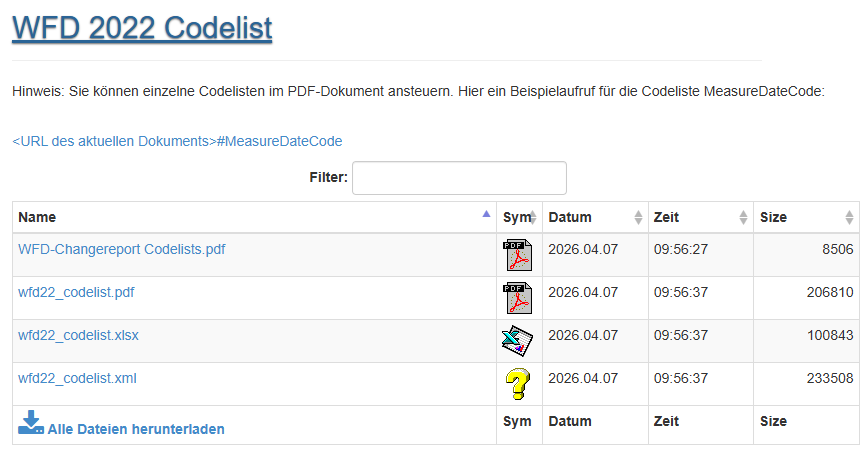 WFD 2022 Codelist
Hinweis: Sie können einzelne Codelisten im PDF-Dokument ansteuern. Hier ein Beispielaufruf für die Codeliste MeasureDateCode:
<URL des aktuellen Dokuments>#MeasureDateCode
Filter:
Name Sym Datum Zeit Size
WFD-Changereport Codelists.pdf PDF 2026.04.07 09:56:27 8506
wfd22_codelist.pdf PDF 2026.04.07 09:56:37 206810
wfd22_codelist.xlsx 2026.04.07 09:56:37 100843
wfd22_codelist.xml ? 2026.04.07 09:56:37 233508
Alle Dateien herunterladen Sym Datum Zeit Size